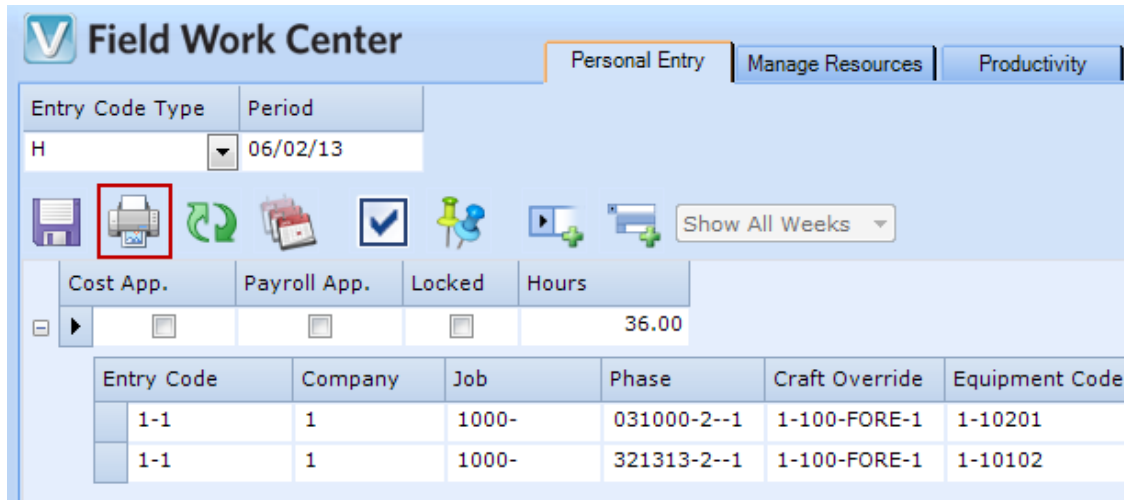 V Field Work Center
Personal Entry Manage Resources Productivity
Entry Code Type Period
H 06/02/13
Show All Weeks
Cost App. Payroll App. Locked Hours
36.00
Entry Code Company Job Phase Craft Override Equipment Code
1-1 1 1000- 031000-2--1 1-100-FORE-1 1-10201
1-1 1 1000- 321313-2--1 1-100-FORE-1 1-10102